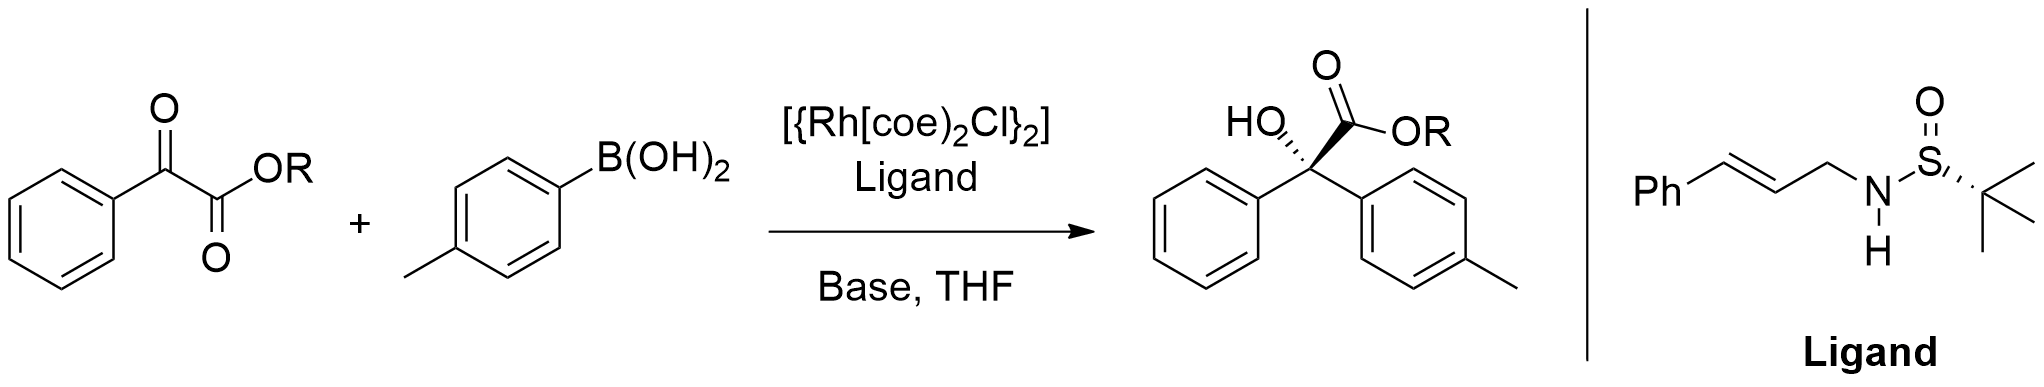 O
OR
O
+
B(OH)2
[{Rh[coe)2Cl}2]
Ligand
Base, THF
O
HO
OR
O
S
Ph
N
H
Ligand